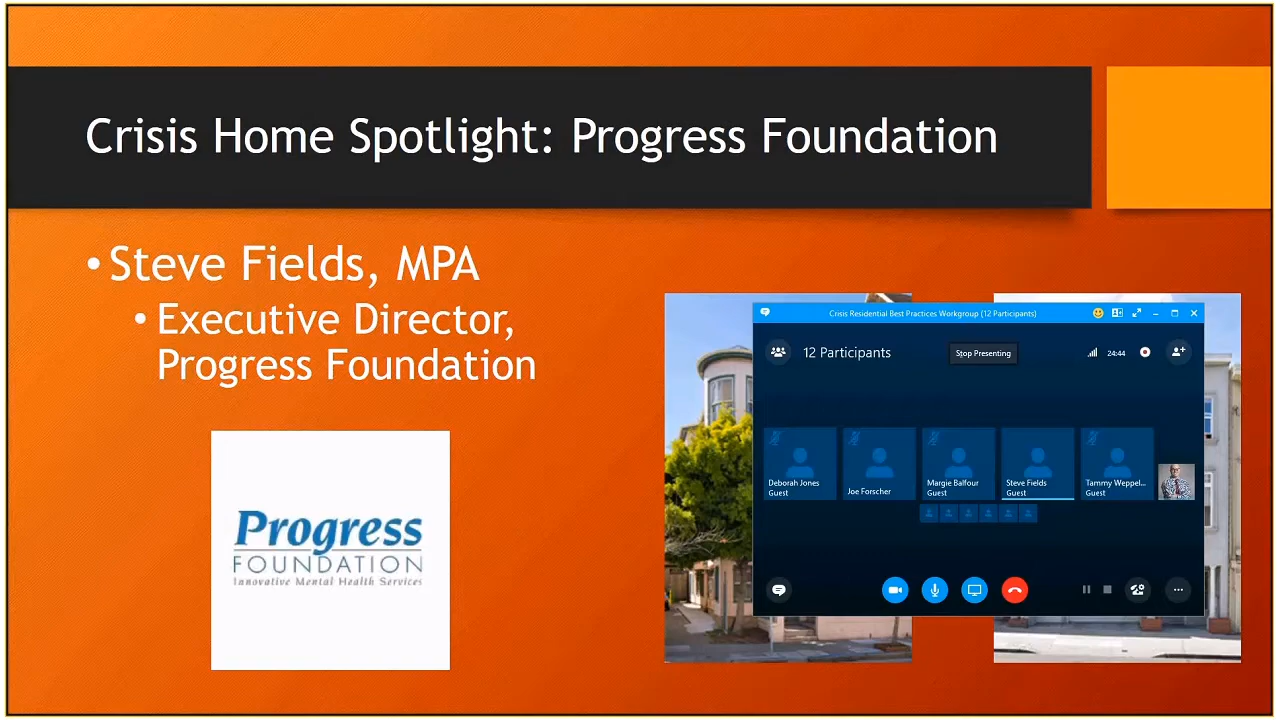 Crisis Home Spotlight: Progress Foundation
• Steve Fields, MPA
• Executive Director,
Progress Foundation
Progress
FOUNDATION
Innovative Mental Health Services
Crisis Residential Best Practices Workgroup (12 Participants)
12 Participants
Stop Presenting
24:44
Deborah Jones
Guest
Joe Forscher
Margie Balfour
Guest
Steve Fields
Guest
Tammy Weppel...
Guest